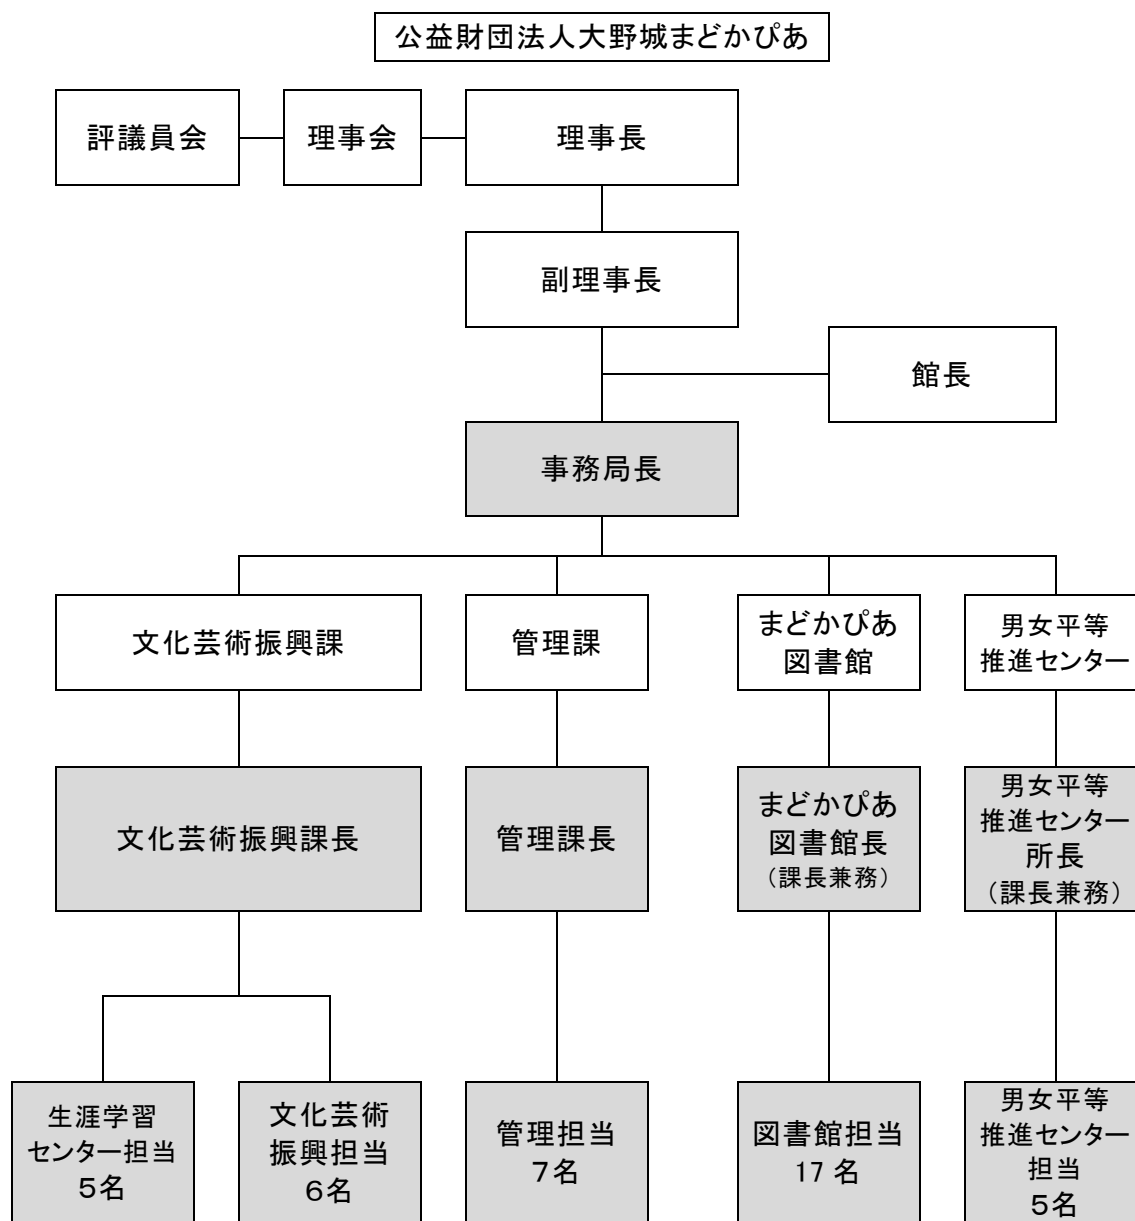 公益財団法人大野城まどかぴあ
評議員会
理事会
理事長
副理事長
館長
事務局長
文化芸術振興課
管理課
まどかぴあ
図書館
男女平等
推進センター
文化芸術振興課長
管理課長
まどかぴあ
図書館長
（課長兼務）
男女平等
推進センター
所長
（課長兼務）
生涯学習
センター担当
５名
文化芸術
振興担当
６名
管理担当
７名
図書館担当
17 名
男女平等
推進センター
担当
５名